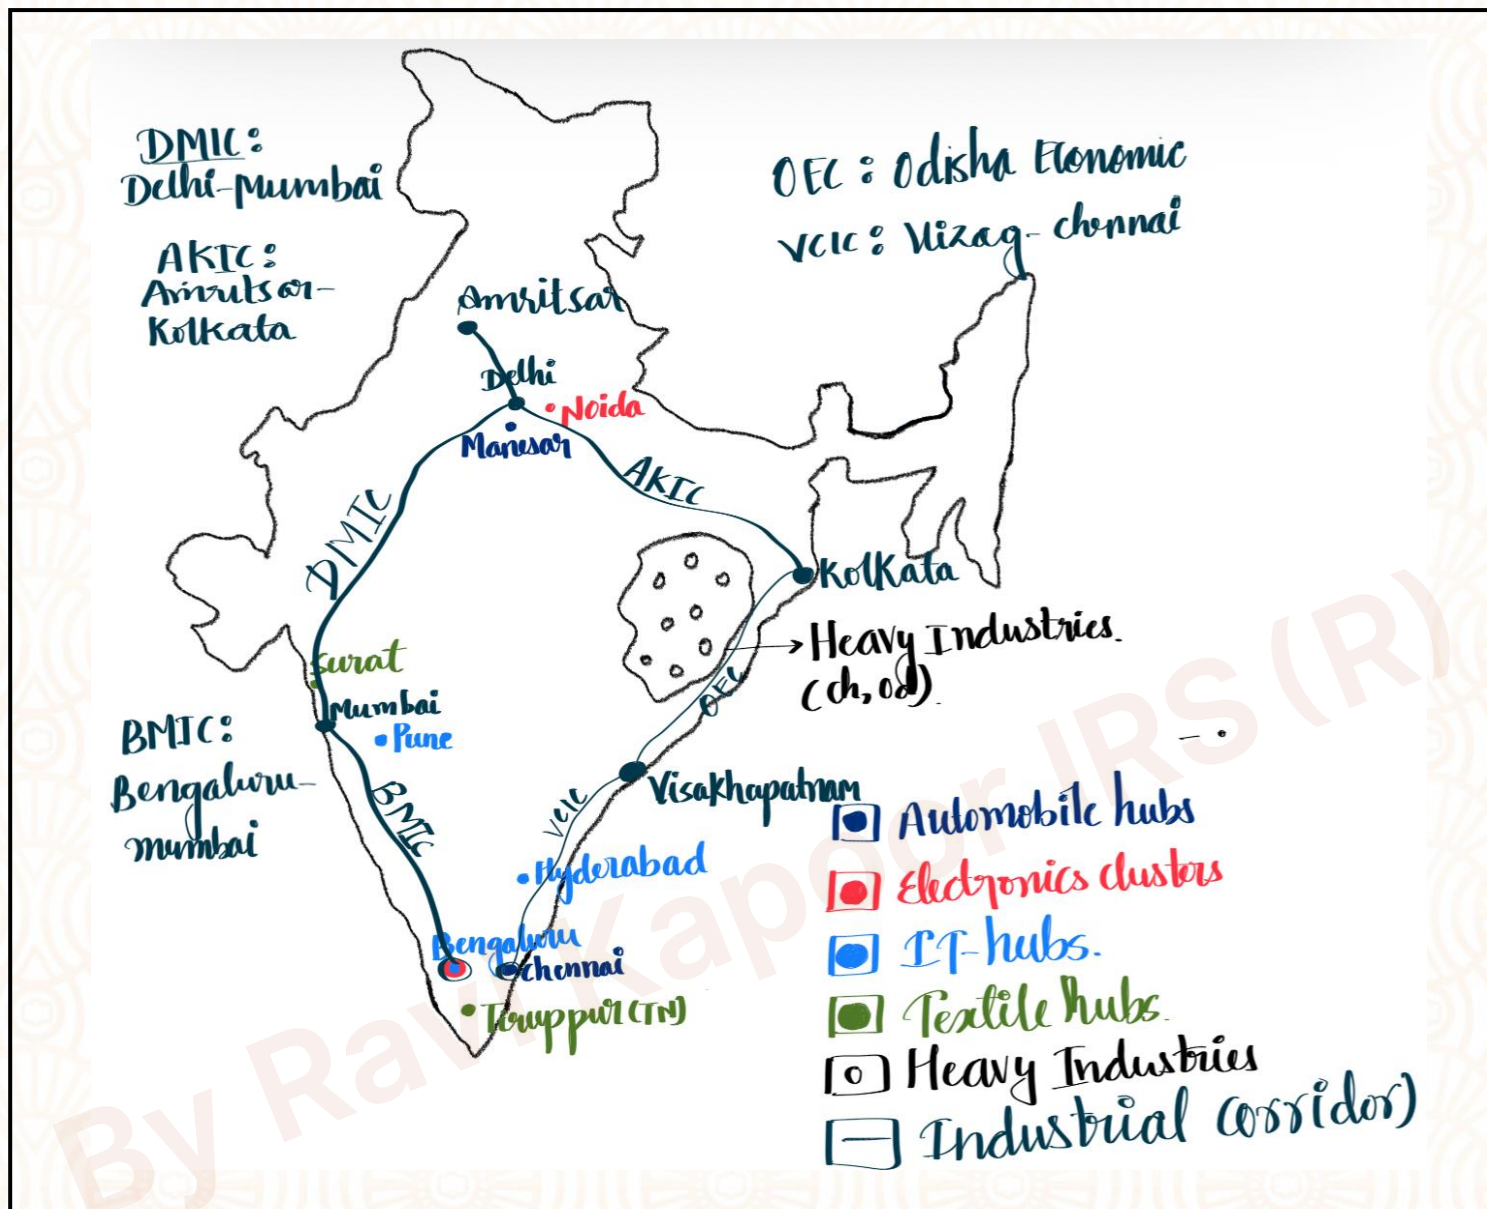 DMIC:
Delhi-Mumbai
AKIC:
Amritsar-
Kolkata
OEC : Odisha Economic
VCIC : Vizag- Chennai
Amritsar
Delhi
Noida
Manesar
AKIC
DMIC
Kolkata
Heavy Industries.
(Ch, Od).
OEC
Surat
Mumbai
Pune
BMIC:
Bengaluru-
Mumbai
BMIC
Visakhapatnam
VCIC
Hyderabad
Bengaluru
Chennai
Tiruppur (TN)
Automobile hubs
Electronics clusters
IT-hubs.
Textile hubs.
Heavy Industries
Industrial Corridor)
By Ravi Kapoor IRS (R)